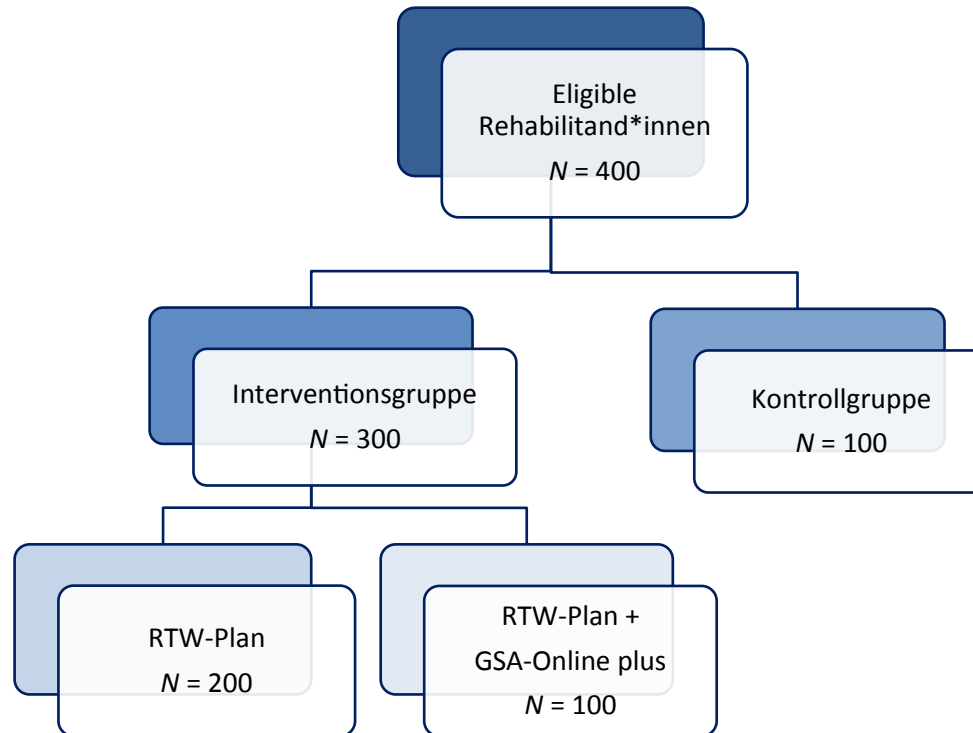 Eligible
Rehabilitand*innen
N = 400
Interventionsgruppe
N = 300
Kontrollgruppe
N = 100
RTW-Plan
N = 200
RTW-Plan +
GSA-Online plus
N = 100